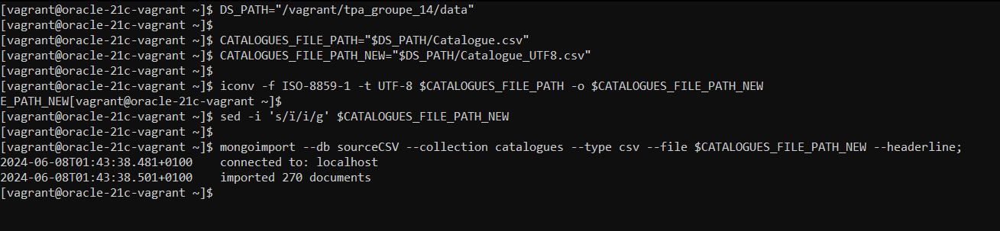 [vagrant@oracle-21c-vagrant ~]$ DS_PATH="/vagrant/tpa_groupe_14/data"
[vagrant@oracle-21c-vagrant ~]$
[vagrant@oracle-21c-vagrant ~]$ CATALOGUES_FILE_PATH="$DS_PATH/Catalogue.csv"
[vagrant@oracle-21c-vagrant ~]$ CATALOGUES_FILE_PATH_NEW="$DS_PATH/Catalogue_UTF8.csv"
[vagrant@oracle-21c-vagrant ~]$
[vagrant@oracle-21c-vagrant ~]$ iconv -f ISO-8859-1 -t UTF-8 $CATALOGUES_FILE_PATH -o $CATALOGUES_FILE_PATH_NEW
E_PATH_NEW[vagrant@oracle-21c-vagrant ~]$
[vagrant@oracle-21c-vagrant ~]$ sed -i 's/ï/i/g' $CATALOGUES_FILE_PATH_NEW
[vagrant@oracle-21c-vagrant ~]$
[vagrant@oracle-21c-vagrant ~]$ mongoimport --db sourceCSV --collection catalogues --type csv --file $CATALOGUES_FILE_PATH_NEW --headerline;
2024-06-08T01:43:38.481+0100    connected to: localhost
2024-06-08T01:43:38.501+0100    imported 270 documents
[vagrant@oracle-21c-vagrant ~]$